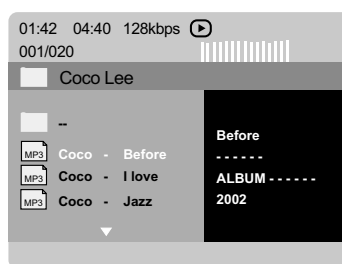 01:42 04:40 128kbps
001/020
Coco Lee
--
MP3 Coco - Before
MP3 Coco - I love
MP3 Coco - Jazz
Before
- - - - - -
ALBUM - - - - - -
2002